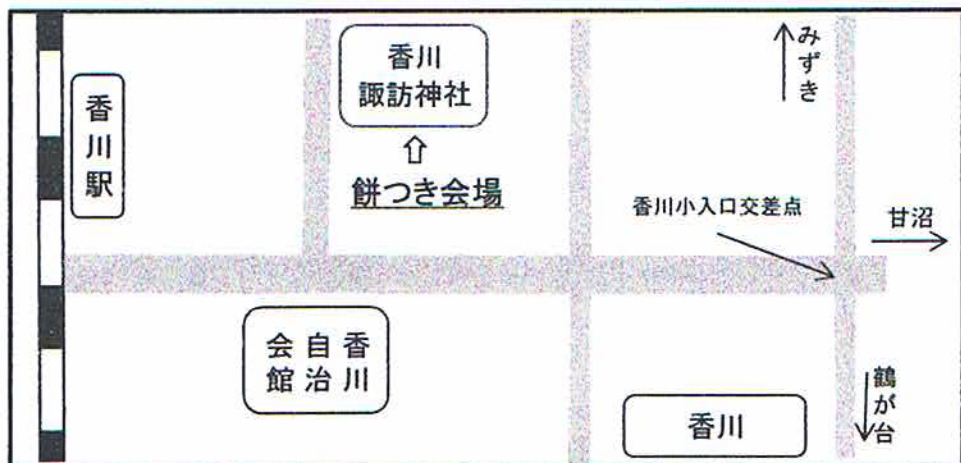 香川駅
香川
諏訪神社
餅つき会場
みずき
香川小入口交差点
甘沼
香川
自治
会館
香川
鶴が台